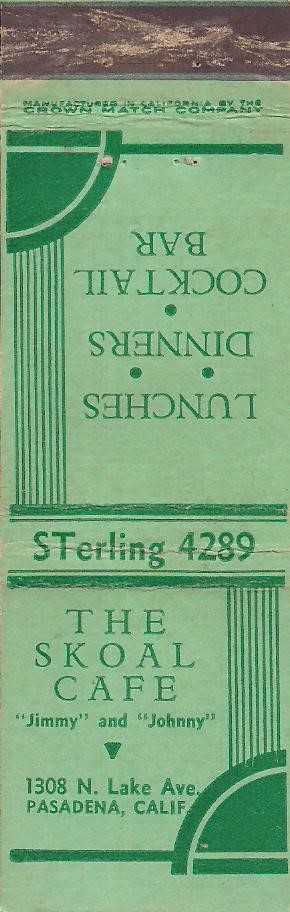 MANUFACTURED IN CALIFORNIA BY THE
CROWN MATCH COMPANY
LUNCHES
• •
DINNERS
•
COCKTAIL
BAR
STerling 4289
THE
SKOAL
CAFE
"Jimmy" and "Johnny"
1308 N. Lake Ave.
PASADENA, CALIF.